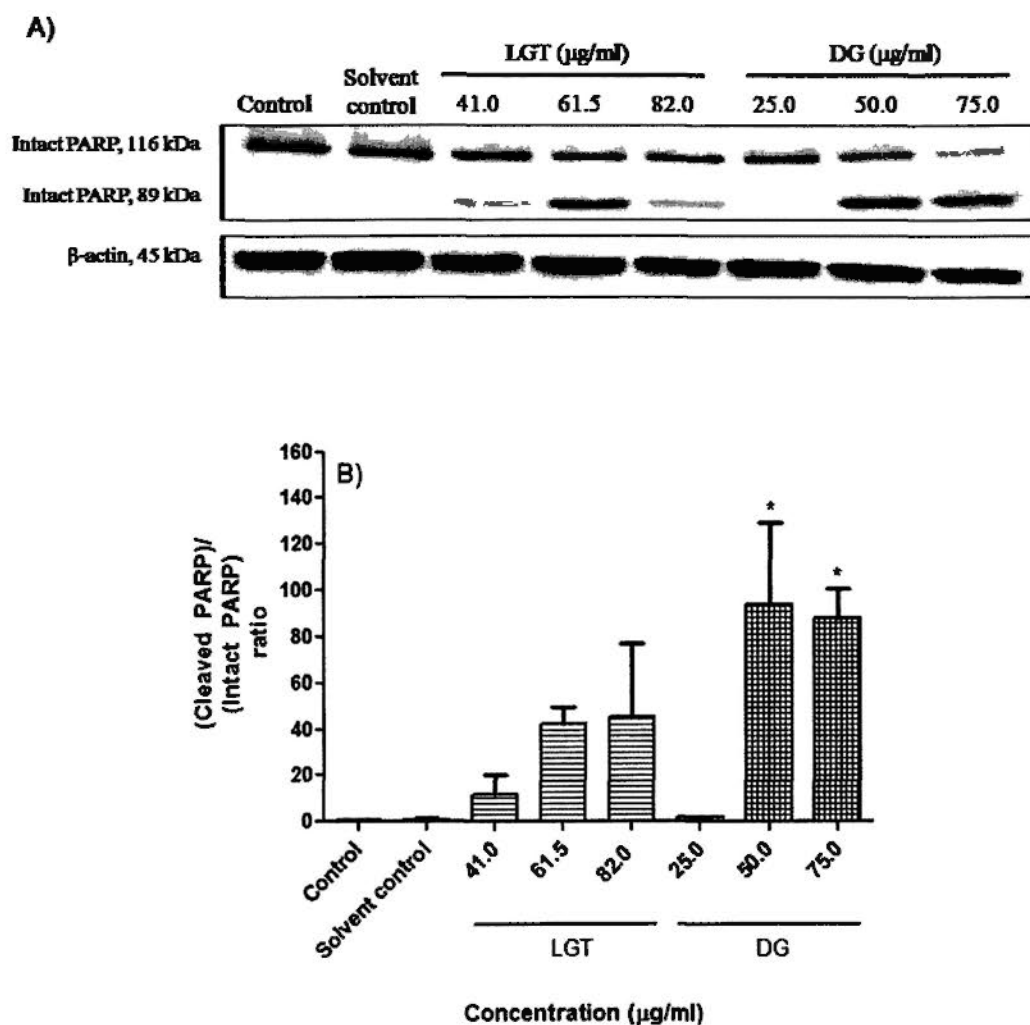 A)
LGT (µg/ml)
DG (µg/ml)
Control
Solvent
control
41.0
61.5
82.0
25.0
50.0
75.0
Intact PARP, 116 kDa
Intact PARP, 89 kDa
β-actin, 45 kDa
B)
(Cleaved PARP)/
(Intact PARP)
ratio
160
140
120
100
80
60
40
20
0
*
*
Control
Solvent control
41.0
61.5
82.0
25.0
50.0
75.0
LGT
DG
Concentration (µg/ml)